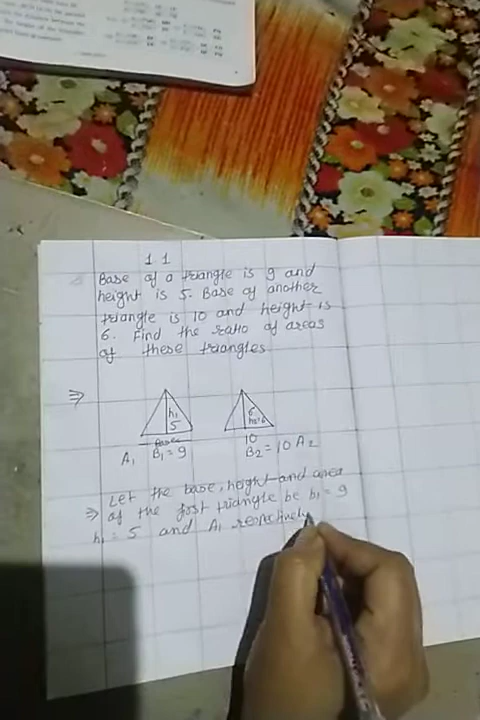 1.1
Base of a triangle is 9 and
height is 5. Base of another
triangle is 10 and height is
6. Find the ratio of areas
of these triangles
⇒
h₁
5
6
Base
10
A₁ B₁ = 9
B₂ = 10 A₂
⇒ Let the base, height and area
of the first triangle be b₁ = 9
h₁ = 5 and A₁ respectively